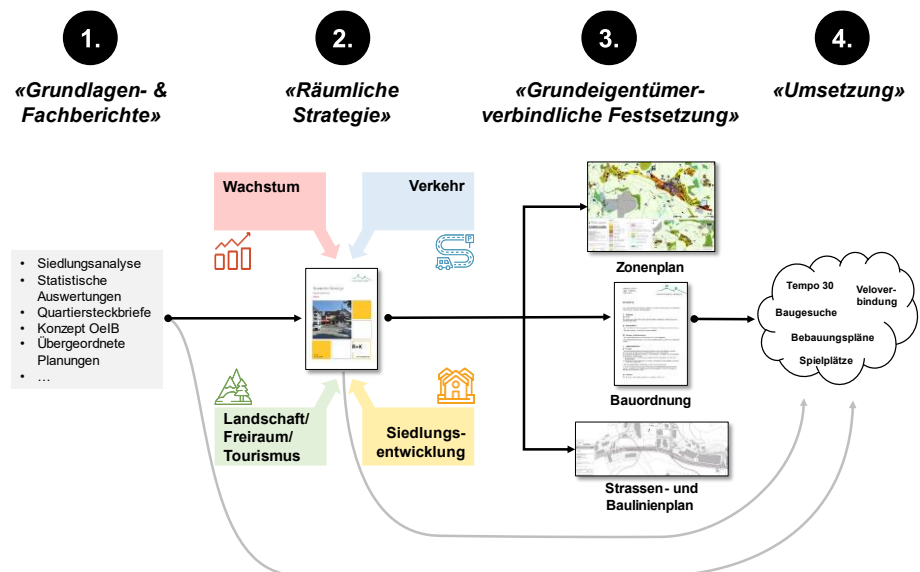 1.
2.
3.
4.
«Grundlagen- &
Fachberichte»
«Räumliche
Strategie»
«Grundeigentümer-
verbindliche Festsetzung»
«Umsetzung»
Wachstum
Verkehr
P
• Siedlungsanalyse
• Statistische
Auswertungen
• Quartiersteckbriefe
• Konzept OeIB
• Übergeordnete
Planungen
• …
Landschaft/
Freiraum/
Tourismus
Siedlungs-
entwicklung
Zonenplan
Bauordnung
Strassen- und
Baulinienplan
Tempo 30
Velover-
bindung
Baugesuche
Bebauungspläne
Spielplätze